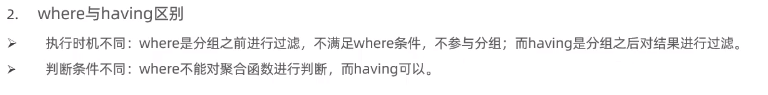 2. where与having区别
➢ 执行时机不同：where是分组之前进行过滤，不满足where条件，不参与分组；而having是分组之后对结果进行过滤。
➢ 判断条件不同：where不能对聚合函数进行判断，而having可以。